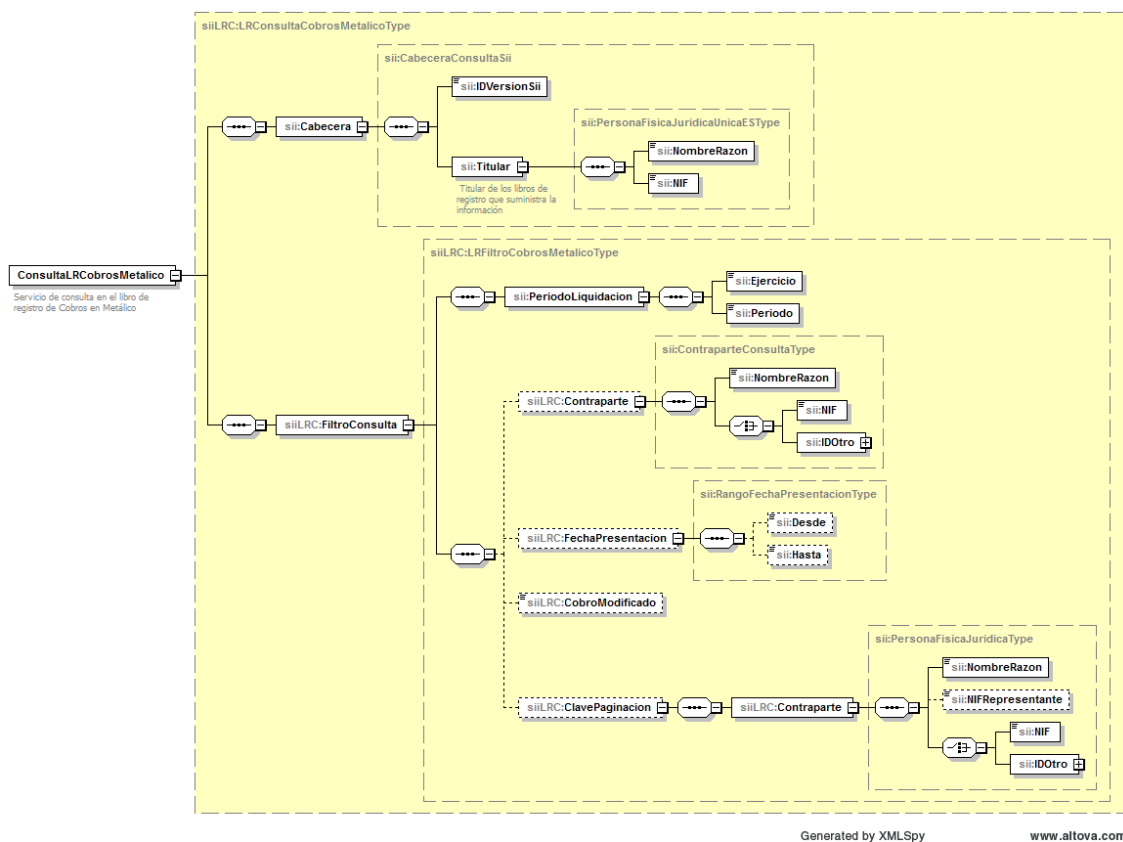 siiLRC:LRConsultaCobrosMetalicoType
sii:CabeceraConsultaSii
sii:IDVersionSii
sii:PersonaFisicaJuridicaUnicaESType
sii:Cabecera
sii:NombreRazon
sii:Titular
sii:NIF
Titular de los libros de
registro que suministra la
información
siiLRC:LRFiltroCobrosMetalicoType
ConsultaLRCobrosMetalico
Servicio de consulta en el libro de
registro de Cobros en Metálico
sii:PeriodoLiquidacion
sii:Ejercicio
sii:Periodo
sii:ContraparteConsultaType
sii:NombreRazon
siiLRC:Contraparte
sii:NIF
siiLRC:FiltroConsulta
sii:IDOtro
sii:RangoFechaPresentacionType
sii:Desde
siiLRC:FechaPresentacion
sii:Hasta
siiLRC:CobroModificado
sii:PersonaFisicaJuridicaType
sii:NombreRazon
sii:NIFRepresentante
siiLRC:ClavePaginacion
siiLRC:Contraparte
sii:NIF
sii:IDOtro
Generated by XMLSpy
www.altova.com